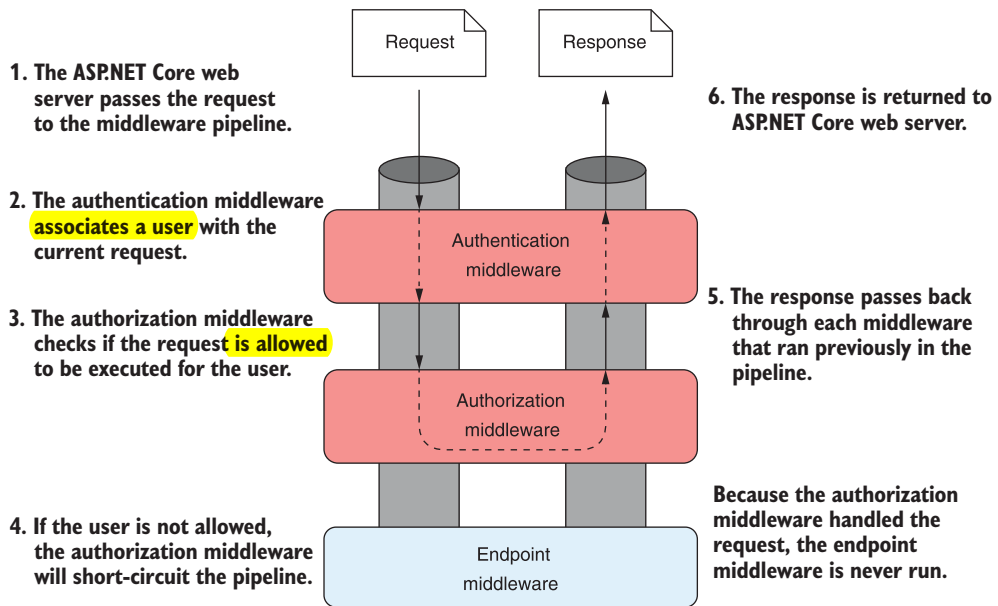 Request
Response
1. The ASP.NET Core web
server passes the request
to the middleware pipeline.
6. The response is returned to
ASP.NET Core web server.
2. The authentication middleware
associates a user with the
current request.
Authentication
middleware
3. The authorization middleware
checks if the request is allowed
to be executed for the user.
5. The response passes back
through each middleware
that ran previously in the
pipeline.
Authorization
middleware
4. If the user is not allowed,
the authorization middleware
will short-circuit the pipeline.
Endpoint
middleware
Because the authorization
middleware handled the
request, the endpoint
middleware is never run.